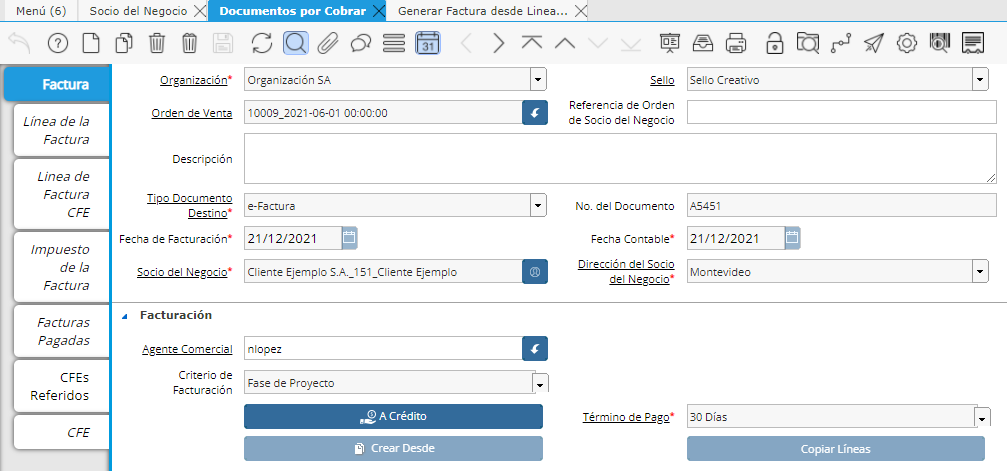 Menú (6)
Socio del Negocio
Documentos por Cobrar
Generar Factura desde Linea...
31
Factura
Línea de la
Factura
Linea de
Factura
CFE
Impuesto
de la
Factura
Facturas
Pagadas
CFEs
Referidos
CFE
Organización* Organización SA
Sello Sello Creativo
Orden de Venta 10009_2021-06-01 00:00:00
Referencia de Orden
de Socio del Negocio
Descripción
Tipo Documento
Destino* e-Factura
No. del Documento A5451
Fecha de Facturación* 21/12/2021
Fecha Contable* 21/12/2021
Socio del Negocio* Cliente Ejemplo S.A._151_Cliente Ejemplo
Dirección del Socio
del Negocio* Montevideo
Facturación
Agente Comercial nlopez
Criterio de
Facturación Fase de Proyecto
A Crédito
Término de Pago* 30 Días
Crear Desde
Copiar Líneas